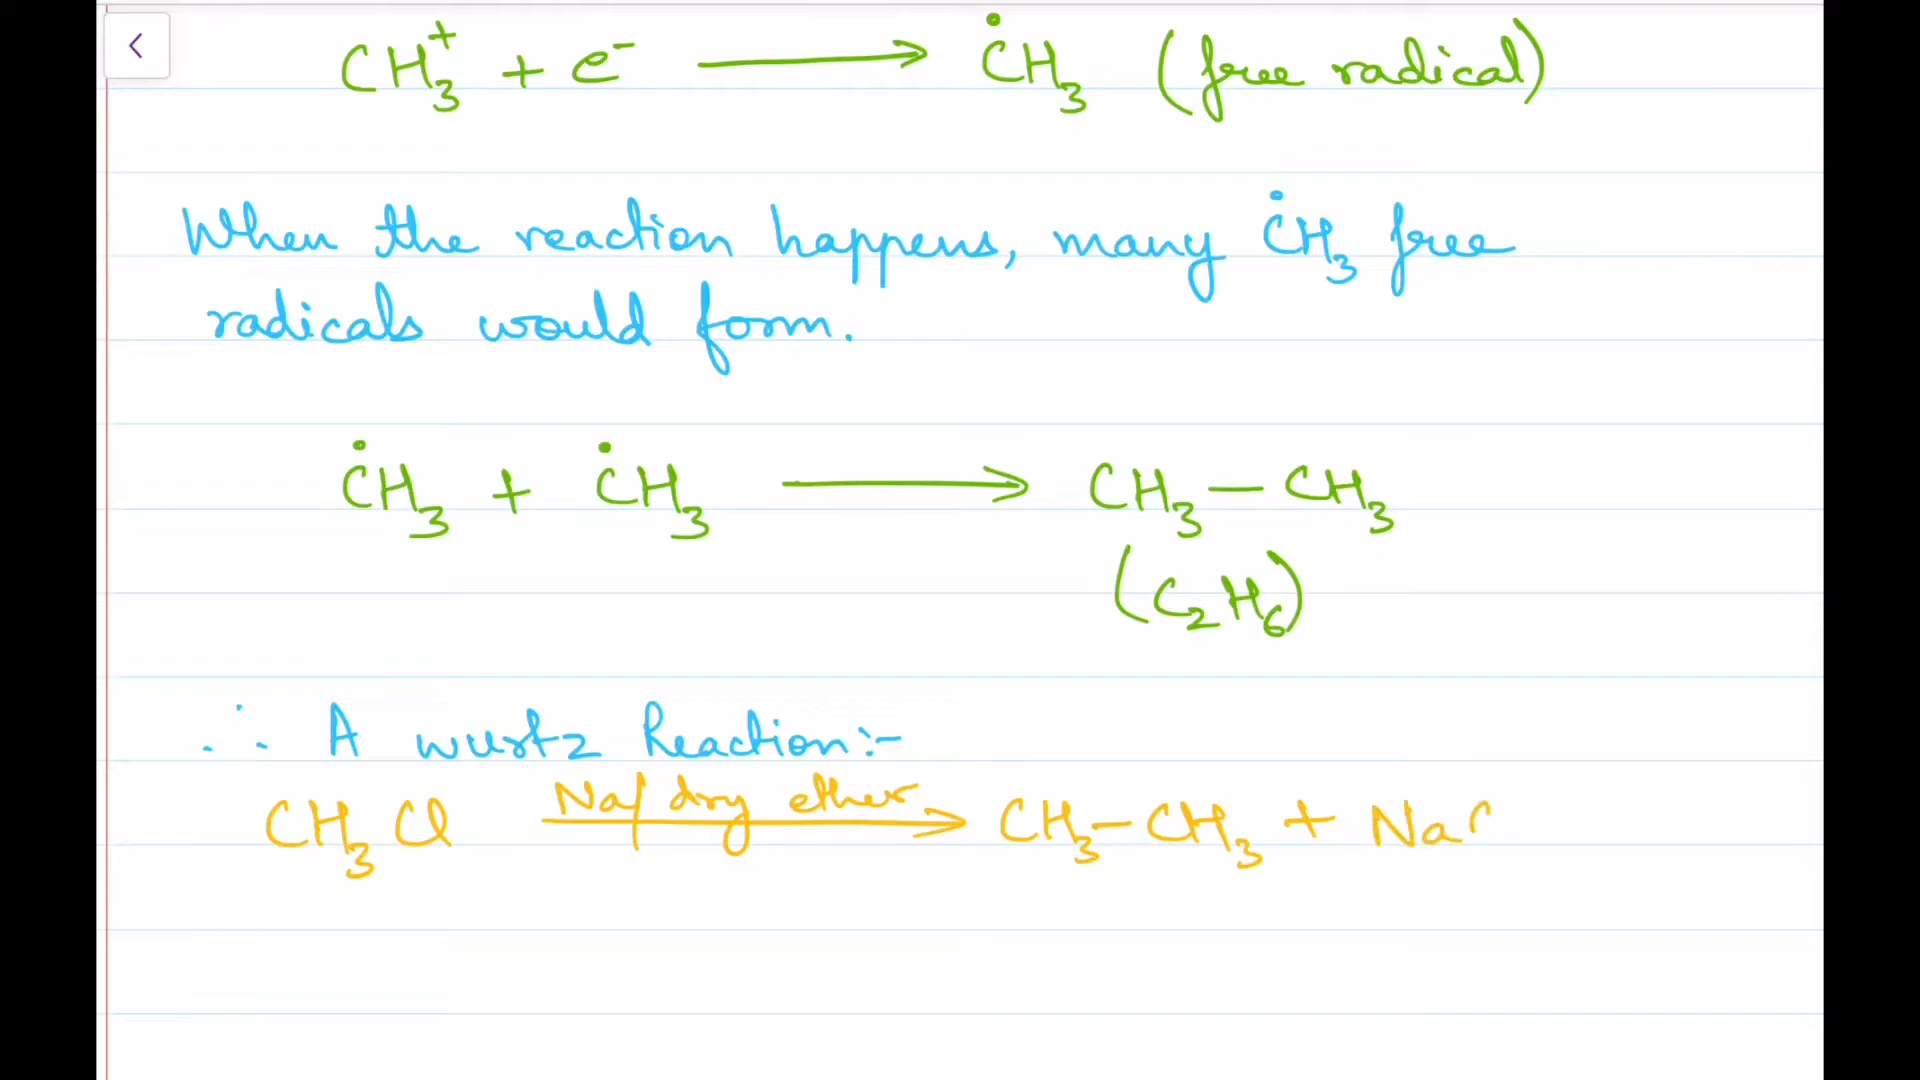 CH₃⁺ + e⁻ ⟶ ĊH₃ (free radical)
When the reaction happens, many ĊH₃ free
radicals would form.
ĊH₃ + ĊH₃ ⟶ CH₃—CH₃
(C₂H₆)
∴ A wurtz Reaction:-
Na/dry ether
CH₃Cl ⟶ CH₃—CH₃ + NaC